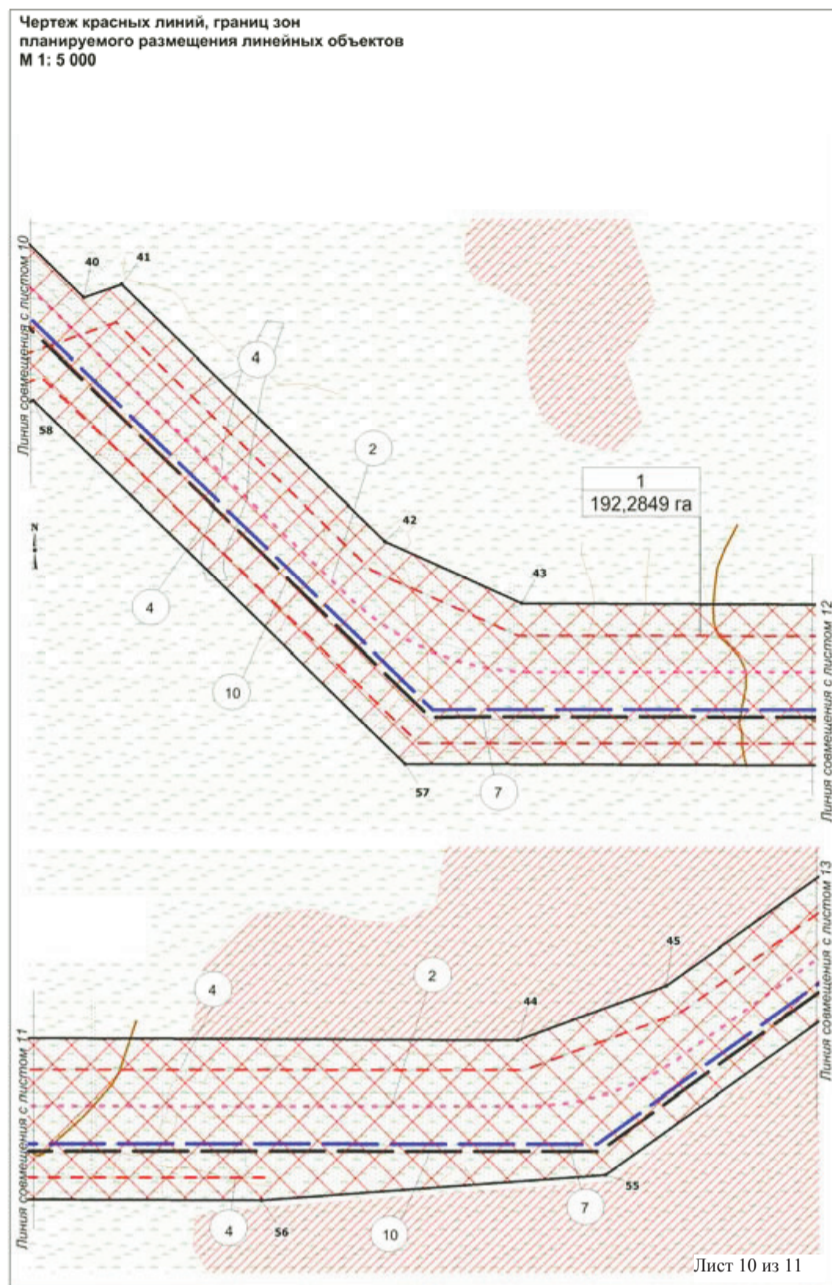 Чертеж красных линий, границ зон
планируемого размещения линейных объектов
М 1: 5 000
Линия совмещения с листом 10
40
41
4
58
2
42
1
192,2849 га
43
4
10
57
7
Линия совмещения с листом 12
Линия совмещения с листом 11
4
2
44
45
Линия совмещения с листом 13
4
56
10
7
55
Лист 10 из 11